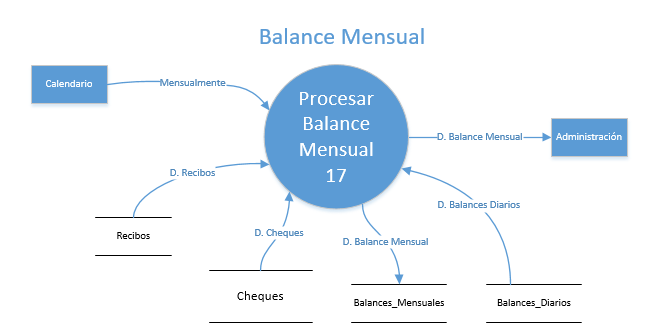 Balance Mensual
Calendario
Mensualmente
Procesar
Balance
Mensual
17
D. Balance Mensual
Administración
D. Recibos
D. Balances Diarios
Recibos
D. Cheques
D. Balance Mensual
Cheques
Balances_Mensuales
Balances_Diarios